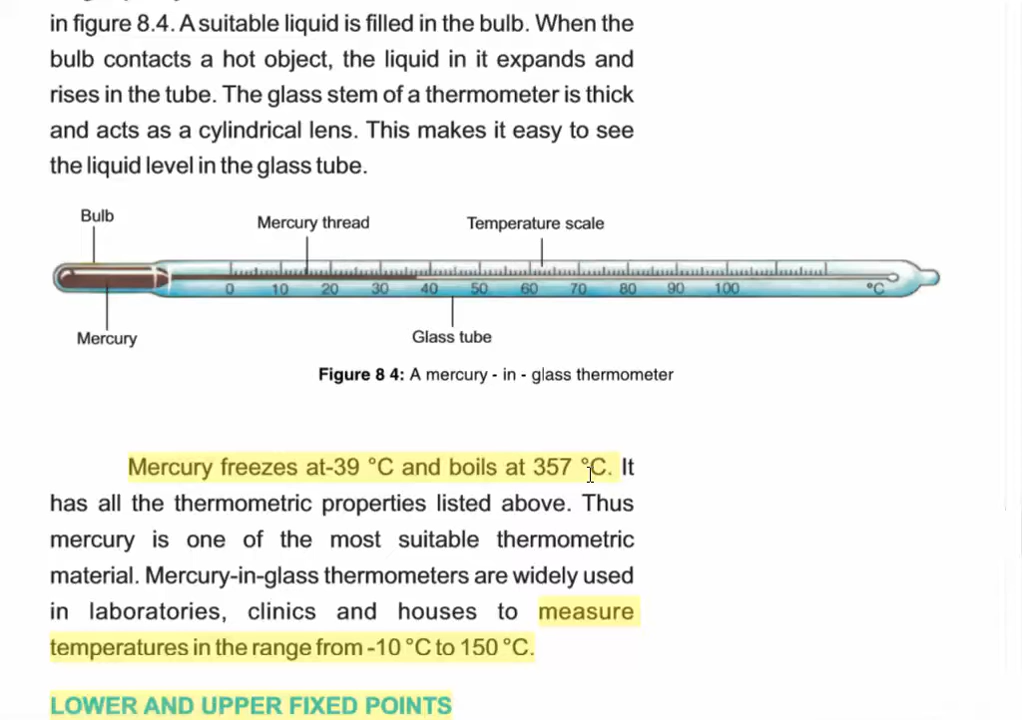 in figure 8.4. A suitable liquid is filled in the bulb. When the
bulb contacts a hot object, the liquid in it expands and
rises in the tube. The glass stem of a thermometer is thick
and acts as a cylindrical lens. This makes it easy to see
the liquid level in the glass tube.
Bulb
Mercury thread
Temperature scale
0 10 20 30 40 50 60 70 80 90 100 °C
Mercury
Glass tube
Figure 8 4: A mercury - in - glass thermometer
Mercury freezes at-39 °C and boils at 357 °C. It
has all the thermometric properties listed above. Thus
mercury is one of the most suitable thermometric
material. Mercury-in-glass thermometers are widely used
in laboratories, clinics and houses to measure
temperatures in the range from -10 °C to 150 °C.
LOWER AND UPPER FIXED POINTS